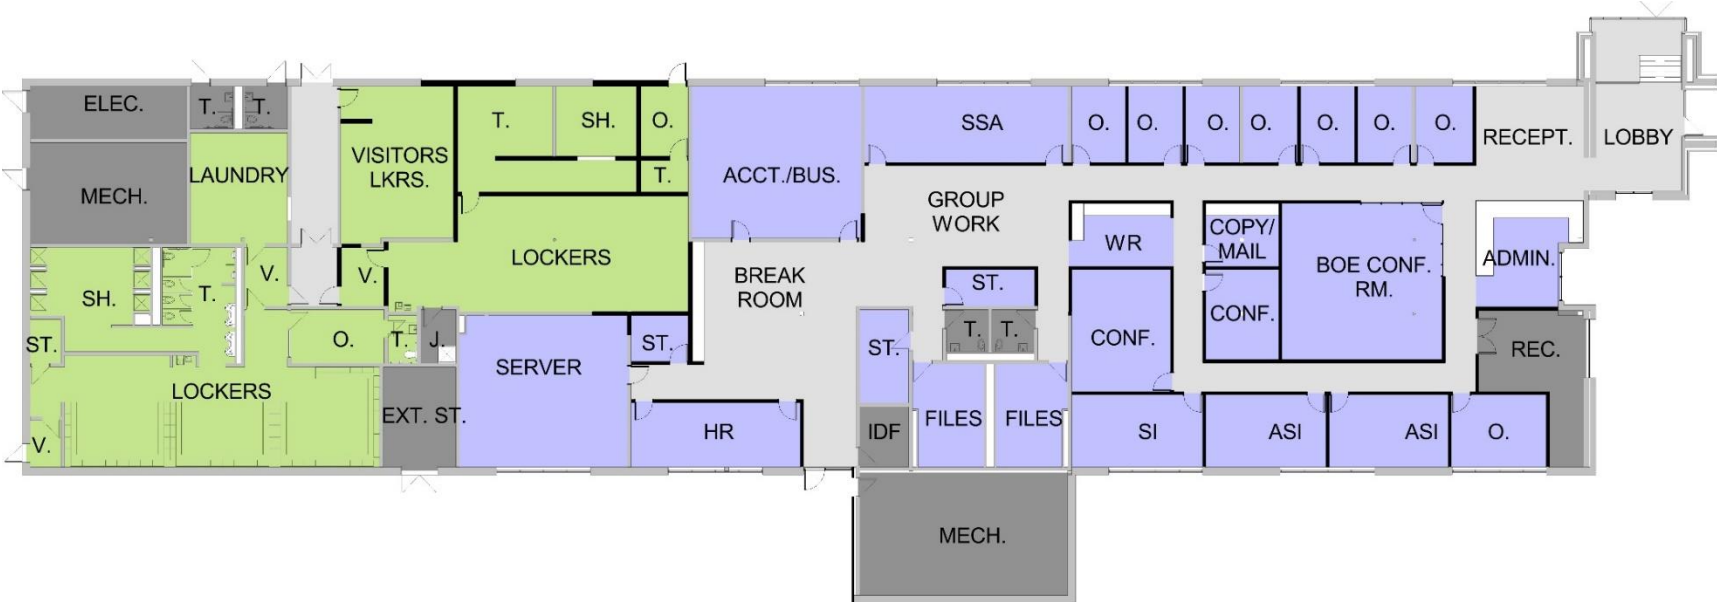 ELEC.
T.
T.
VISITORS
LKRS.
T.
SH.
O.
T.
ACCT./BUS.
SSA
O.
O.
O.
O.
O.
O.
O.
RECEPT.
LOBBY
MECH.
LAUNDRY
LOCKERS
GROUP
WORK
WR
COPY/
MAIL
BOE CONF.
RM.
ADMIN.
SH.
T.
V.
V.
BREAK
ROOM
ST.
T.
T.
CONF.
CONF.
REC.
ST.
O.
T.
J.
SERVER
ST.
ST.
LOCKERS
V.
EXT. ST.
HR
IDF
FILES
FILES
SI
ASI
ASI
O.
MECH.